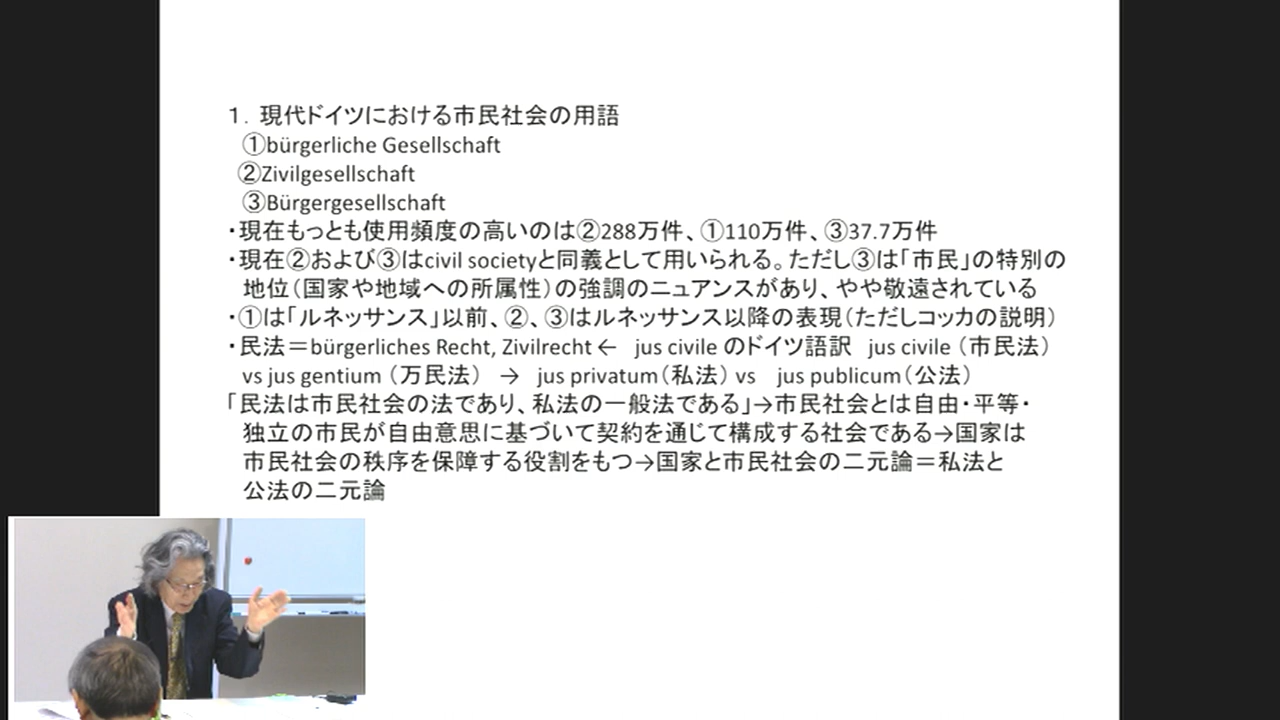 １．現代ドイツにおける市民社会の用語
①bürgerliche Gesellschaft
②Zivilgesellschaft
③Bürgergesellschaft
・現在もっとも使用頻度の高いのは②288万件、①110万件、③37.7万件
・現在②および③はcivil societyと同義として用いられる。ただし③は「市民」の特別の
地位（国家や地域への所属性）の強調のニュアンスがあり、やや敬遠されている
・①は「ルネッサンス」以前、②、③はルネッサンス以降の表現（ただしコッカの説明）
・民法＝bürgerliches Recht, Zivilrecht ← jus civile のドイツ語訳 jus civile （市民法）
vs jus gentium （万民法） → jus privatum（私法） vs jus publicum（公法）
「民法は市民社会の法であり、私法の一般法である」→市民社会とは自由・平等・
独立の市民が自由意思に基づいて契約を通じて構成する社会である→国家は
市民社会の秩序を保障する役割をもつ→国家と市民社会の二元論＝私法と
公法の二元論